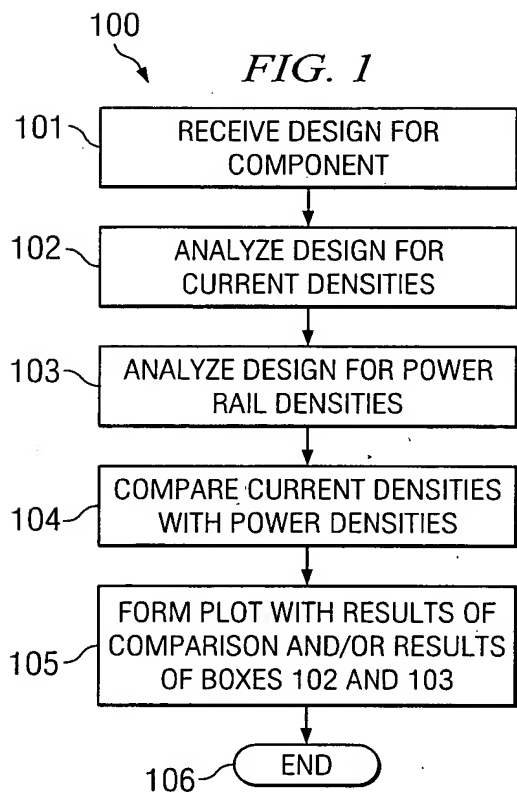 100
FIG. 1
101
RECEIVE DESIGN FOR
COMPONENT
102
ANALYZE DESIGN FOR
CURRENT DENSITIES
103
ANALYZE DESIGN FOR POWER
RAIL DENSITIES
104
COMPARE CURRENT DENSITIES
WITH POWER DENSITIES
105
FORM PLOT WITH RESULTS OF
COMPARISON AND/OR RESULTS
OF BOXES 102 AND 103
106
END